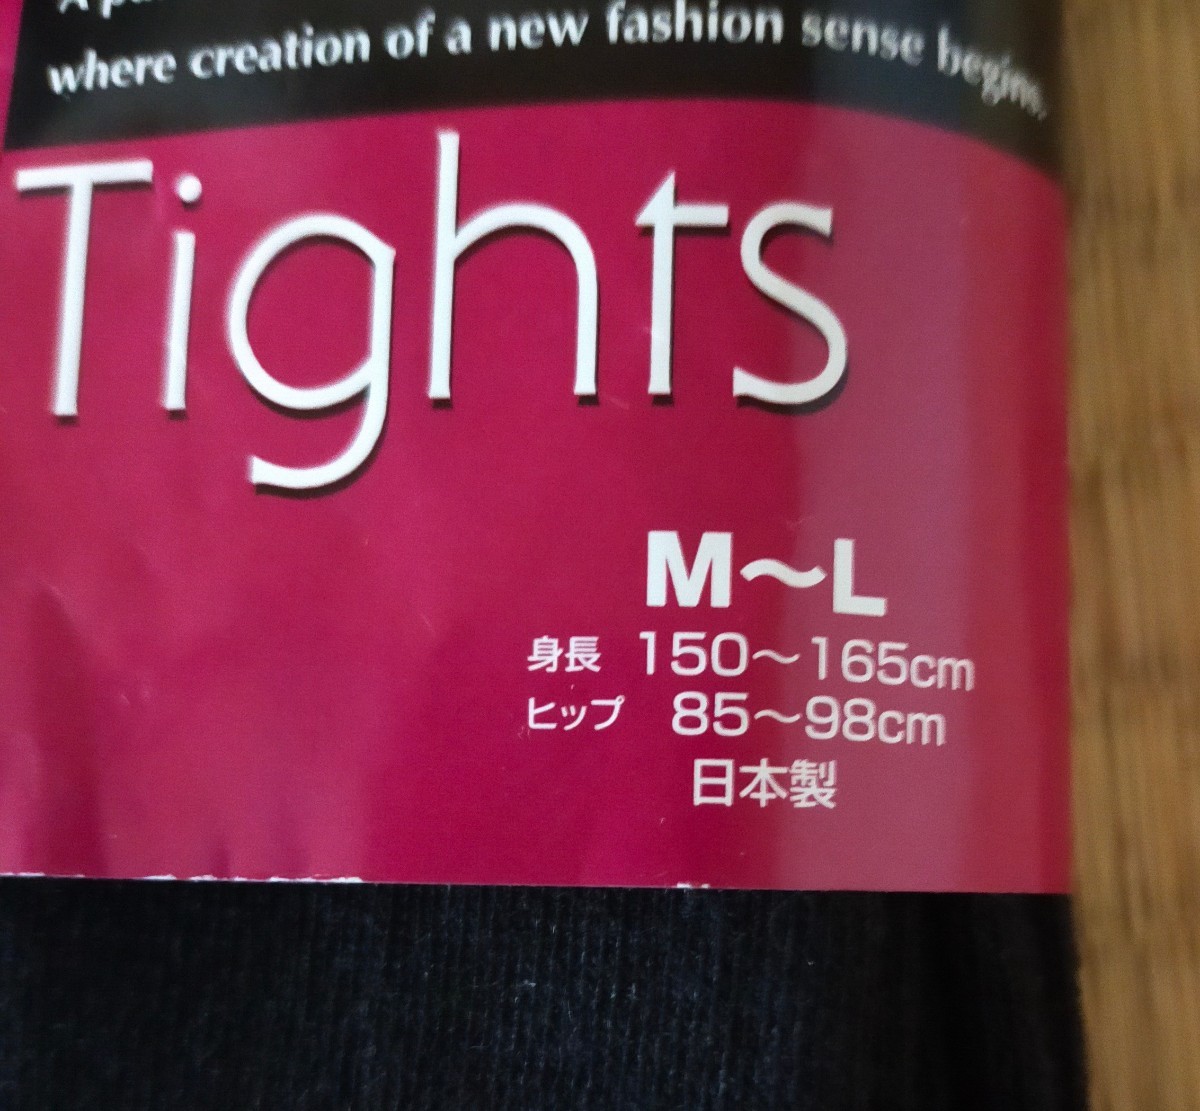 A
where creation of a new fashion sense begins.
Tights
M～L
身長 150～165cm
ヒップ 85～98cm
日本製